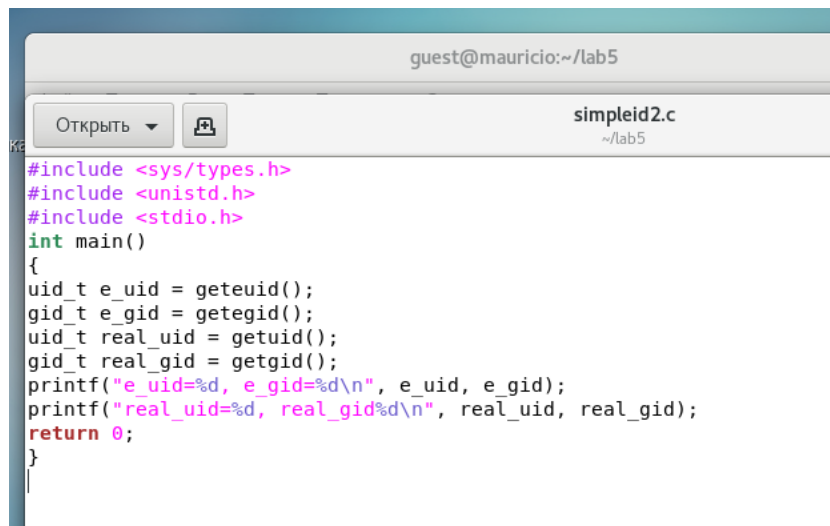 guest@mauricio:~/lab5
Открыть
simpleid2.c
~/lab5
#include <sys/types.h>
#include <unistd.h>
#include <stdio.h>
int main()
{
uid_t e_uid = geteuid();
gid_t e_gid = getegid();
uid_t real_uid = getuid();
gid_t real_gid = getgid();
printf("e_uid=%d, e_gid=%d\n", e_uid, e_gid);
printf("real_uid=%d, real_gid%d\n", real_uid, real_gid);
return 0;
}